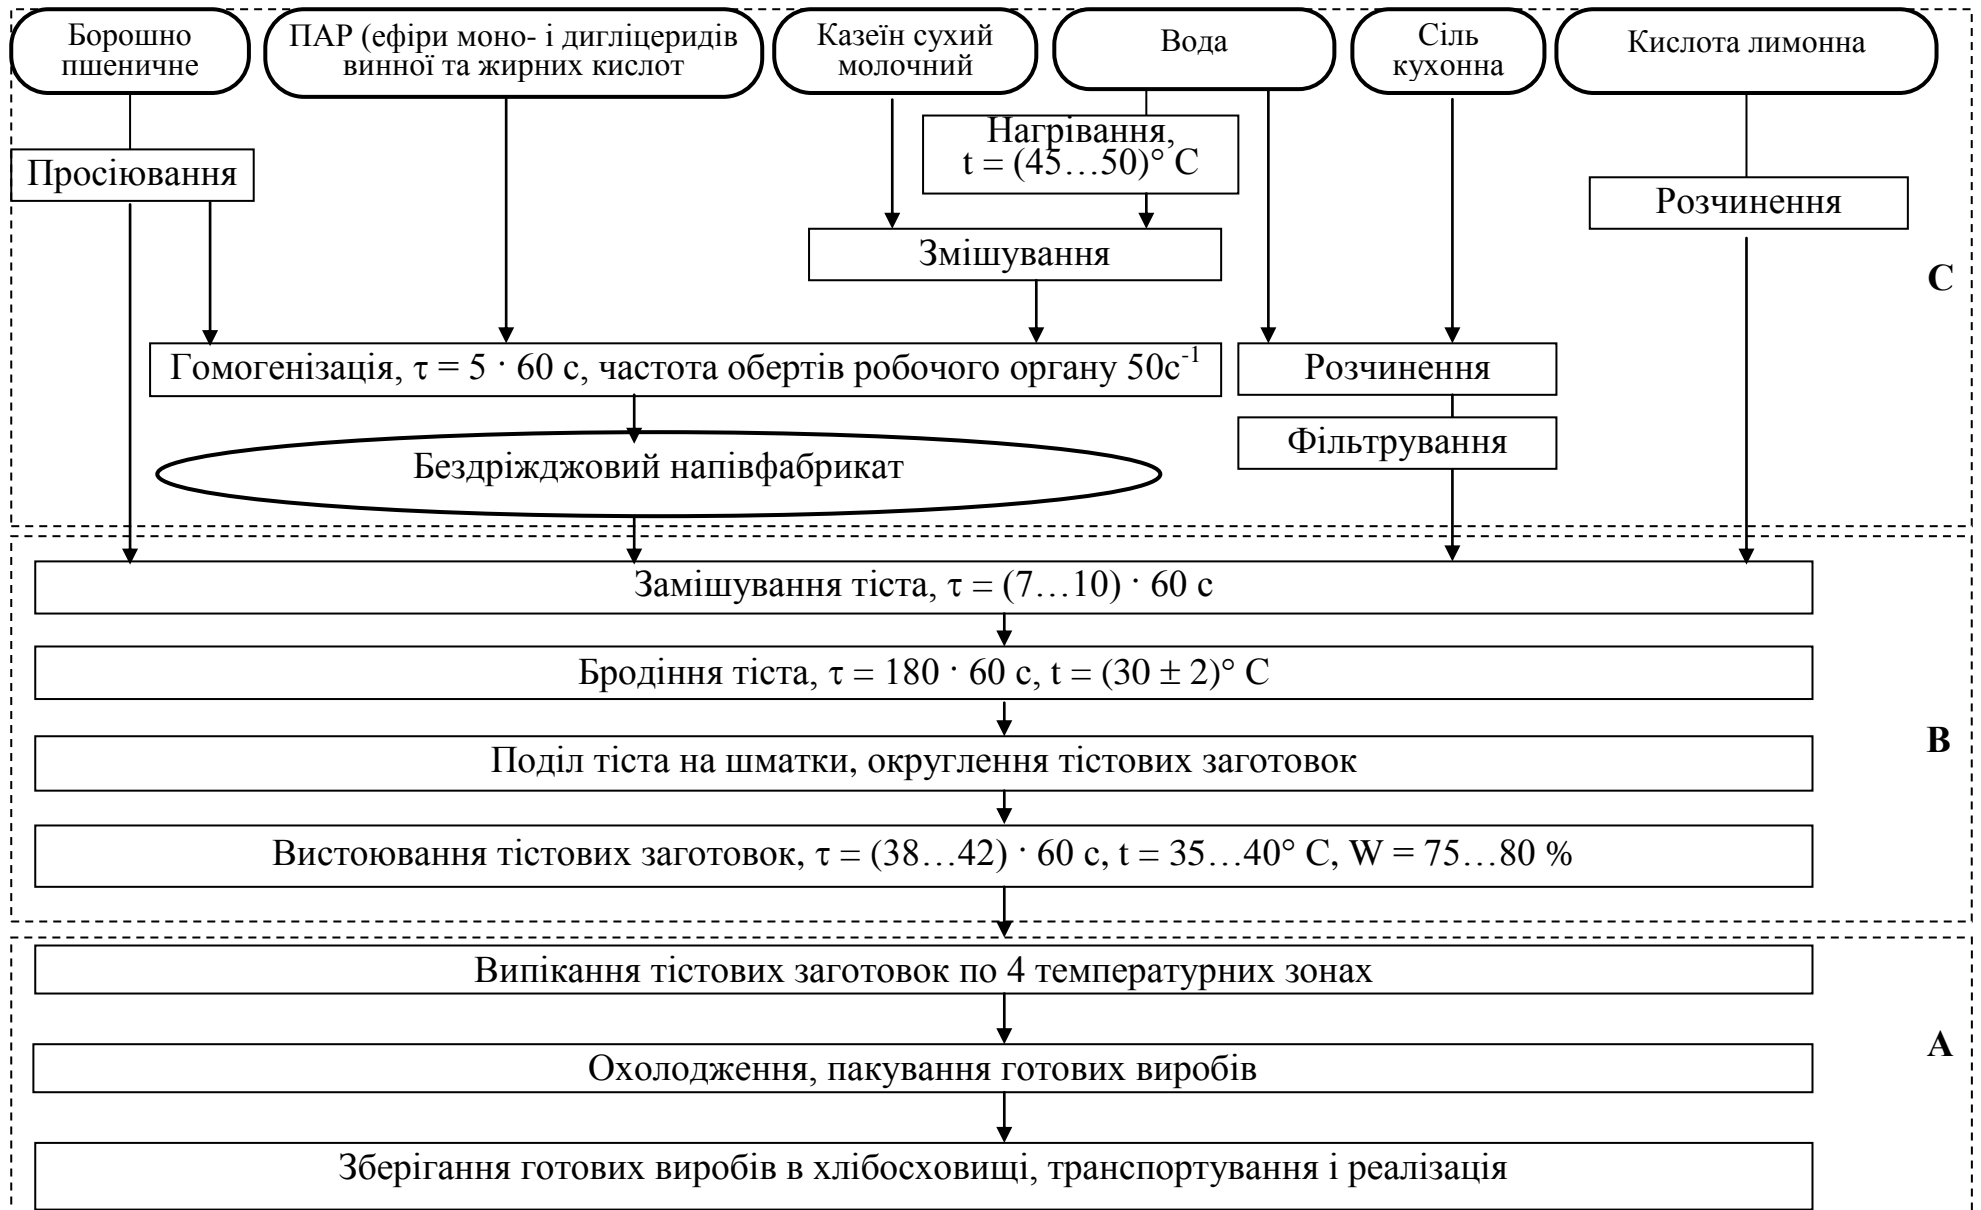 Борошно
пшеничне
ПАР (ефіри моно- і дигліцеридів
винної та жирних кислот
Казеїн сухий
молочний
Вода
Сіль
кухонна
Кислота лимонна
Нагрівання,
t = (45…50)° С
Просіювання
Розчинення
Змішування
С
Гомогенізація, τ = 5 · 60 с, частота обертів робочого органу 50с⁻¹
Розчинення
Фільтрування
Бездріжджовий напівфабрикат
Замішування тіста, τ = (7…10) · 60 с
Бродіння тіста, τ = 180 · 60 с, t = (30 ± 2)° С
Поділ тіста на шматки, округлення тістових заготовок
В
Вистоювання тістових заготовок, τ = (38…42) · 60 с, t = 35…40° С, W = 75…80 %
Випікання тістових заготовок по 4 температурних зонах
А
Охолодження, пакування готових виробів
Зберігання готових виробів в хлібосховищі, транспортування і реалізація